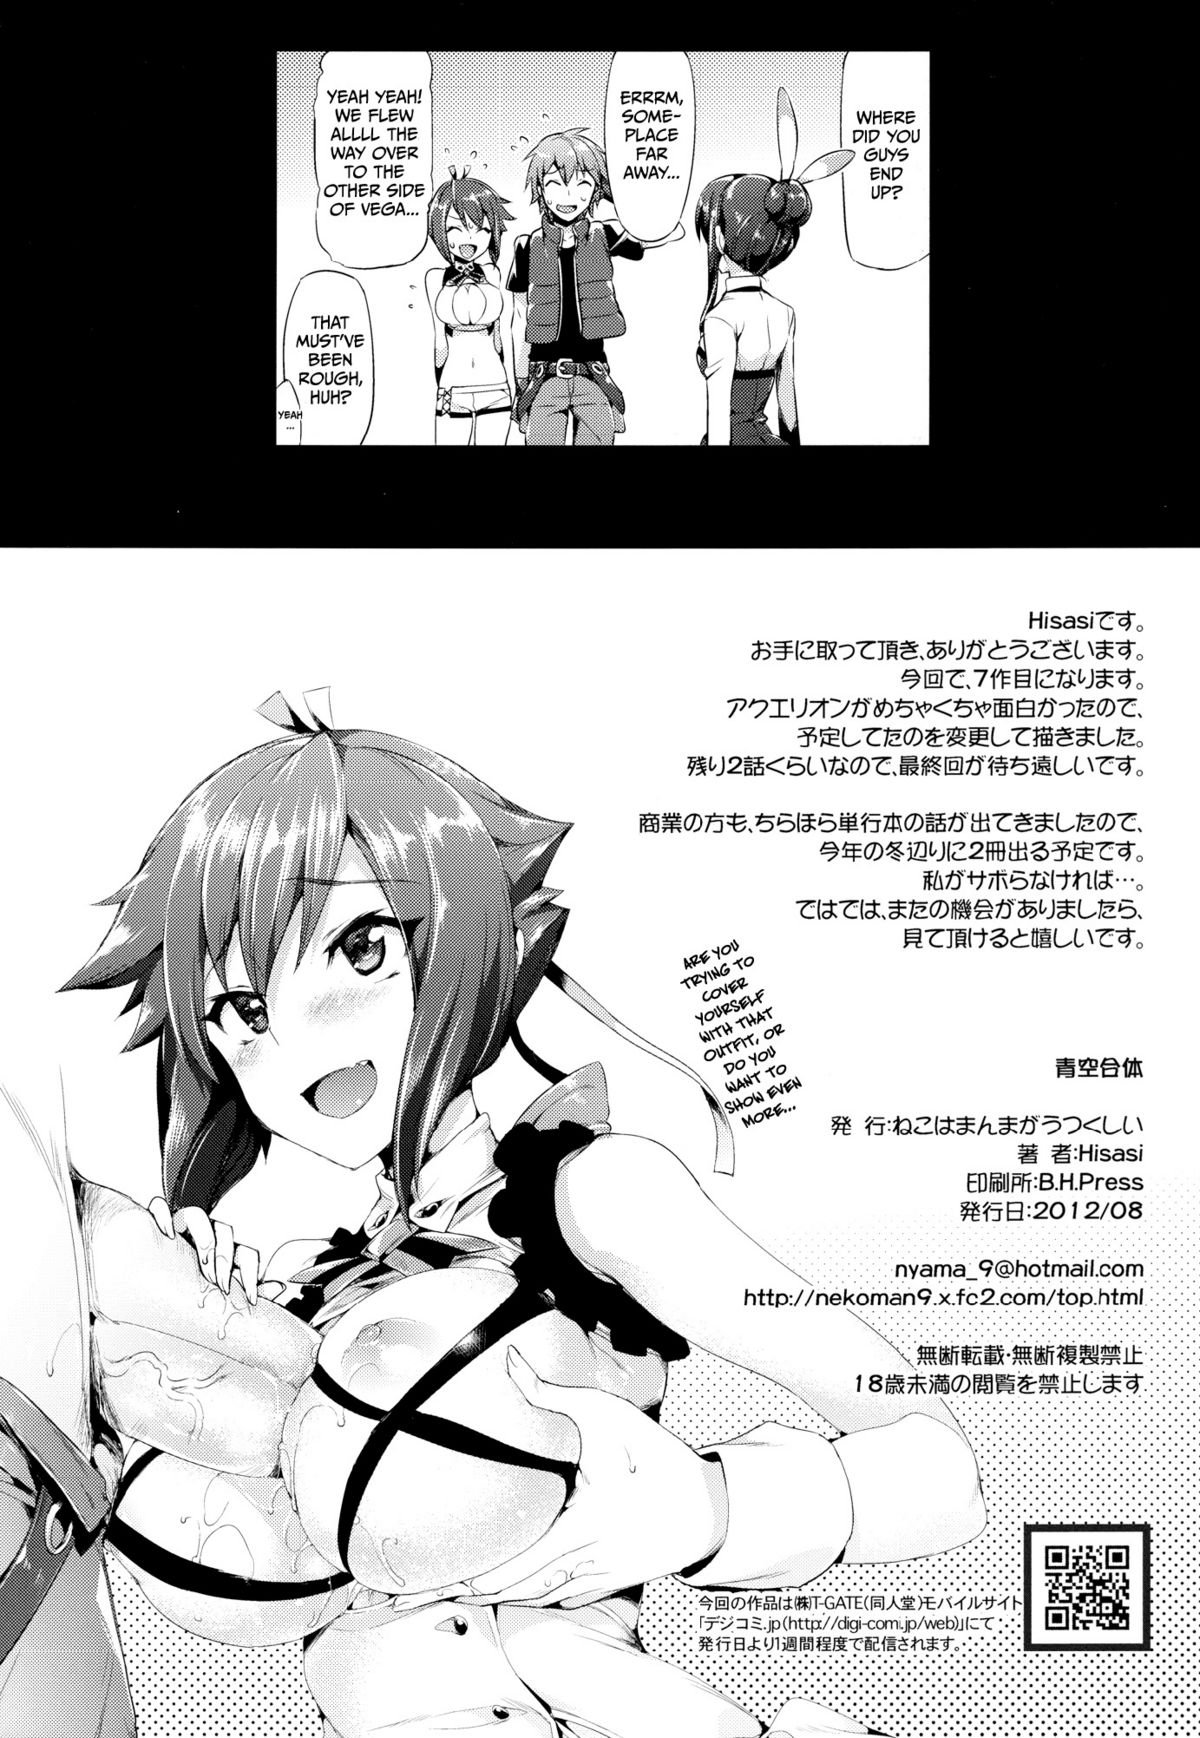 WHERE
DID YOU
GUYS
END
UP?
ERRRM,
SOME-
PLACE
FAR
AWAY...
YEAH YEAH!
WE FLEW
ALLLL THE
WAY OVER
TO THE
OTHER SIDE
OF VEGA...
THAT
MUST'VE
BEEN
ROUGH,
HUH?
YEAH
...
Hisasiです。
お手に取って頂き、ありがとうございます。
今回で、7作目になります。
アクエリオンがめちゃくちゃ面白かったので、
予定してたのを変更して描きました。
残り2話くらいなので、最終回が待ち遠しいです。
商業の方も、ちらほら単行本の話が出てきましたので、
今年の冬辺りに2冊出る予定です。
私がサボらなければ…。
ではでは、またの機会がありましたら、
見て頂けると嬉しいです。
ARE YOU
TRYING TO
COVER
YOURSELF
WITH THAT
OUTFIT, OR
DO YOU
WANT TO
SHOW EVEN
MORE...
青空合体
発 行:ねこはまんまがうつくしい
著 者:Hisasi
印刷所:B.H.Press
発行日:2012/08
nyama_9@hotmail.com
http://nekoman9.x.fc2.com/top.html
無断転載・無断複製禁止
18歳未満の閲覧を禁止します
今回の作品は㈱T-GATE(同人堂)モバイルサイト
「デジコミ.jp(http://digi-com.jp/web)」にて
発行日より1週間程度で配信されます。